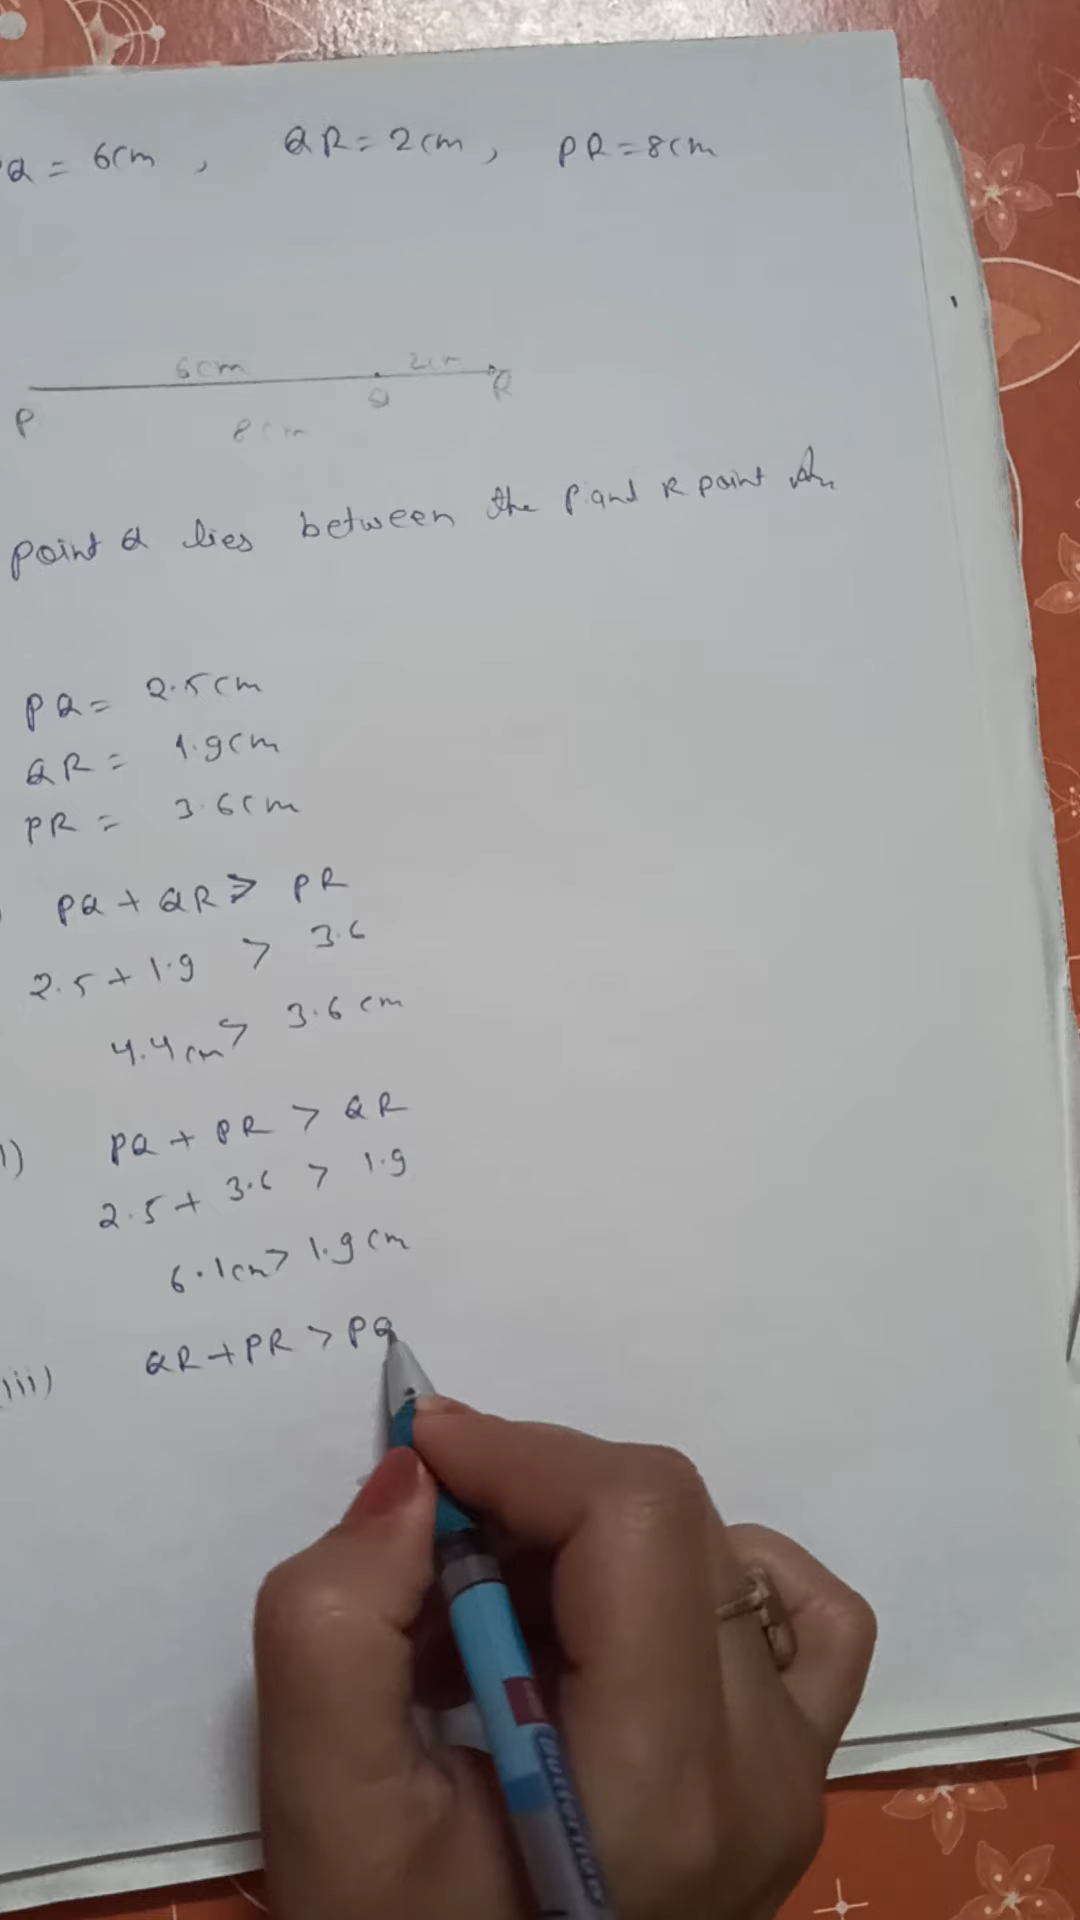 Q = 6cm , QR = 2cm, PR = 8cm
6cm 2cm
P Q R
8cm
point Q lies between the P and R point
PQ = 2.5cm
QR = 1.9cm
PR = 3.6cm
PQ + QR > PR
2.5 + 1.9 > 3.6
4.4cm > 3.6 cm
i) PQ + PR > QR
2.5 + 3.6 > 1.9
6.1cm > 1.9cm
iii) QR + PR > PQ
Butterflow